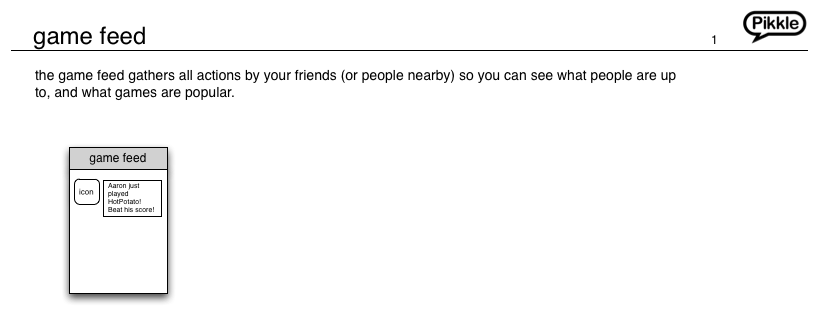 game feed
1
Pikkle
the game feed gathers all actions by your friends (or people nearby) so you can see what people are up
to, and what games are popular.
game feed
icon
Aaron just
played
HotPotato!
Beat his score!